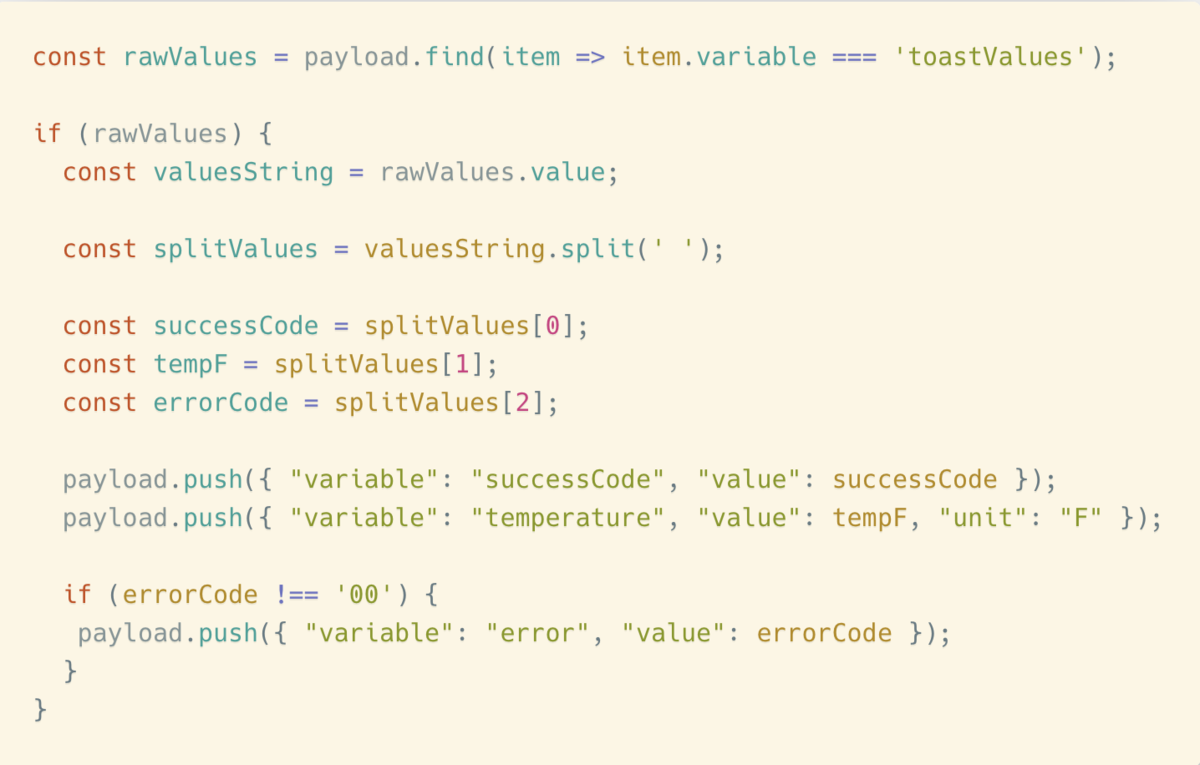 const rawValues = payload.find(item => item.variable === 'toastValues');

if (rawValues) {
  const valuesString = rawValues.value;

  const splitValues = valuesString.split(' ');

  const successCode = splitValues[0];
  const tempF = splitValues[1];
  const errorCode = splitValues[2];

  payload.push({ "variable": "successCode", "value": successCode });
  payload.push({ "variable": "temperature", "value": tempF, "unit": "F" });

  if (errorCode !== '00') {
   payload.push({ "variable": "error", "value": errorCode });
  }
}